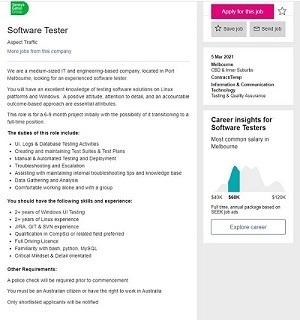 Service
Speed
Group
Software Tester
Aspect Traffic
More jobs from this company
We are a medium-sized IT and engineering-based company, located in Port
Melbourne, looking for an experienced software tester.
You will have an excellent knowledge of testing software solutions on Linux
platforms and Windows. A positive attitude, attention to detail, and an accountable
outcome-based approach are essential attributes.
This role is for a 6-9 month project initially with the possibility of it transitioning to a
full-time position.
The duties of this role include:
UI, Logs & Database Testing Activities
Creating and maintaining Test Suites & Test Plans
Manual & Automated Testing and Deployment
Troubleshooting and Escalation
Assisting with maintaining internal troubleshooting tips and knowledge base
Data Gathering and Analysis
Comfortable working alone and with a group
You should have the following skills and experience:
2+ years of Windows UI Testing
2+ years of Linux experience
JIRA, GIT & SVN experience
Qualification in CompSci or related field preferred
Full Driving Licence
Familiar with bash, python, MySQL
Critical Mindset & Detail orientated
Other Requirements:
A police check will be required prior to commencement
You must be an Australian citizen or have the right to work in Australia
Only shortlisted applicants will be notified
Apply for this job
Save job
Send job
5 Mar 2021
Melbourne
CBD & Inner Suburbs
Contract/Temp
Information & Communication
Technology
Testing & Quality Assurance
Career insights for
Software Testers
Most common salary in
Melbourne
$40K $68K $120K
Full time, annual package based on
SEEK job ads
Explore career